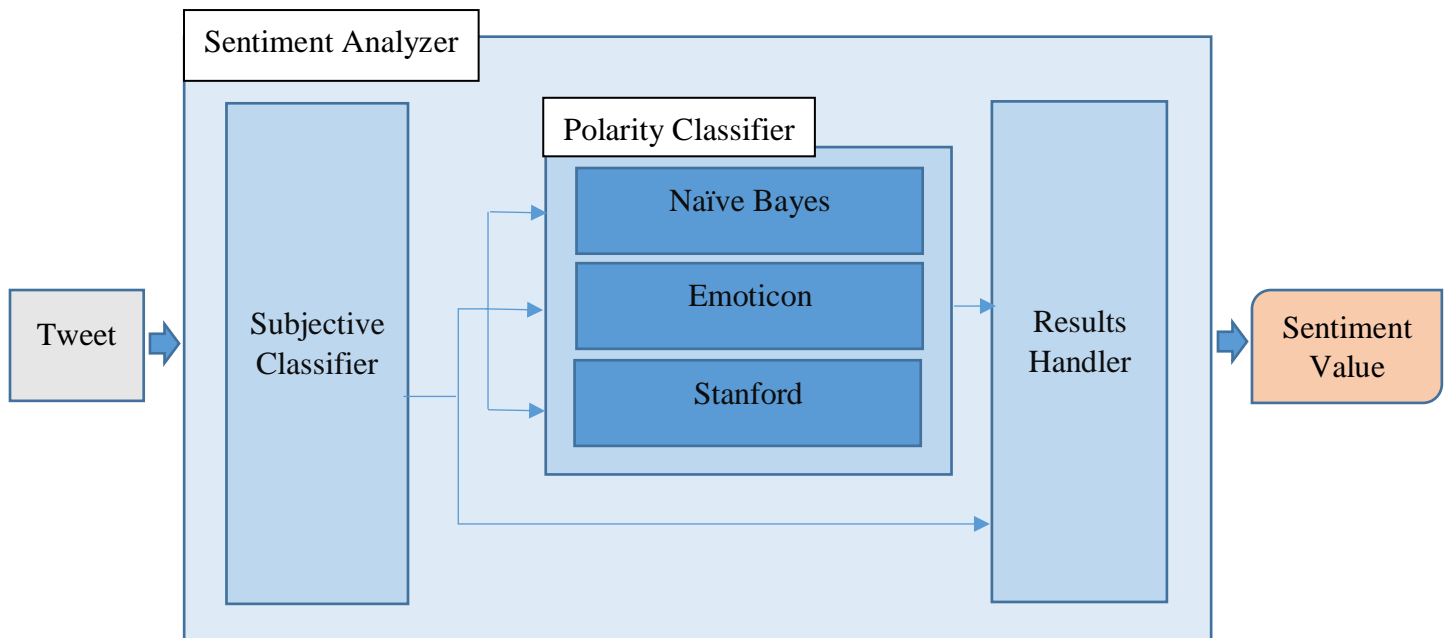 Sentiment Analyzer
Polarity Classifier
Naïve Bayes
Emoticon
Stanford
Tweet
Subjective
Classifier
Results
Handler
Sentiment
Value